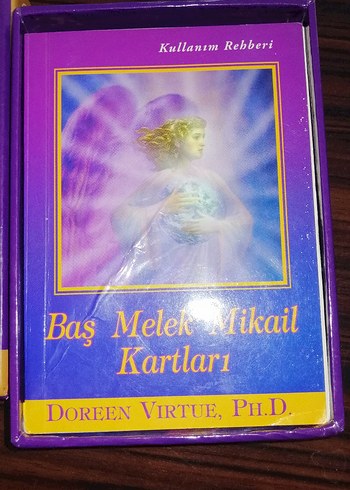 Kullanım Rehberi
Baş Melek Mikail
Kartları
DOREEN VIRTUE, PH.D.